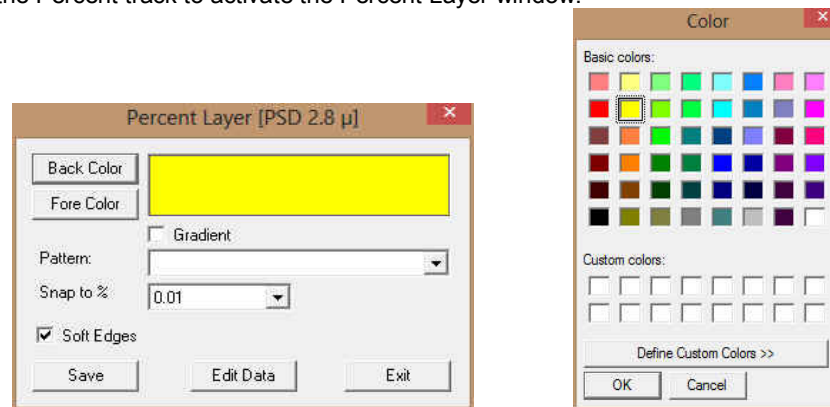 the Percent track to activate the Percent Layer window.
Percent Layer [PSD 2.8 µ]
Back Color
Fore Color
Gradient
Pattern:
Snap to %
0.01
Soft Edges
Save
Edit Data
Exit
Color
Basic colors:
Custom colors:
Define Custom Colors >>
OK
Cancel